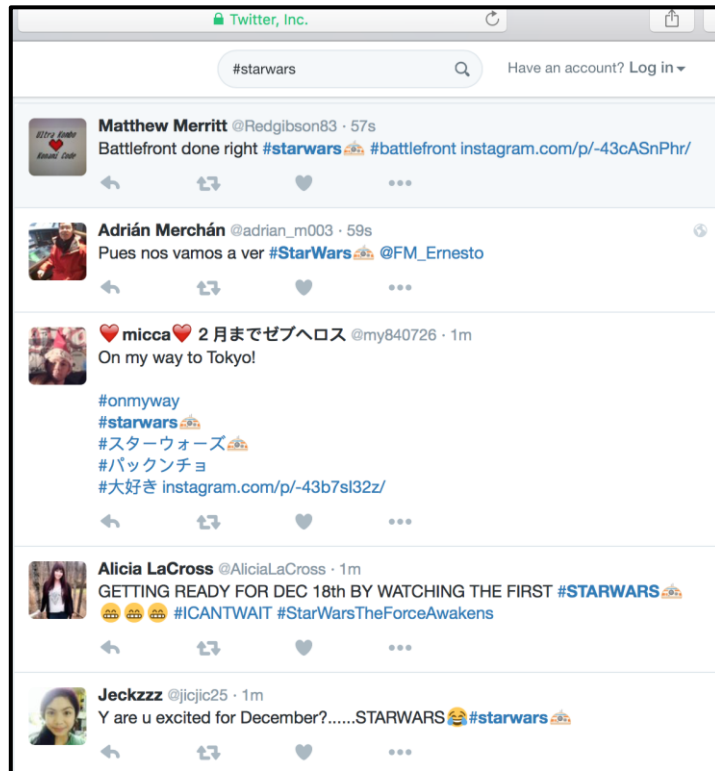 Twitter, Inc.
#starwars
Have an account? Log in
Ultra Kombo
Konami Code
Matthew Merritt @Redgibson83 · 57s
Battlefront done right #starwars #battlefront instagram.com/p/-43cASnPhr/
Adrián Merchán @adrian_m003 · 59s
Pues nos vamos a ver #StarWars @FM_Ernesto
❤micca❤ 2月までゼブヘロス @my840726 · 1m
On my way to Tokyo!
#onmyway
#starwars
#スターウォーズ
#パックンチョ
#大好き instagram.com/p/-43b7sl32z/
Alicia LaCross @AliciaLaCross · 1m
GETTING READY FOR DEC 18th BY WATCHING THE FIRST #STARWARS
😁 😁 😁 #ICANTWAIT #StarWarsTheForceAwakens
Jeckzzz @jicjic25 · 1m
Y are u excited for December?......STARWARS😂#starwars